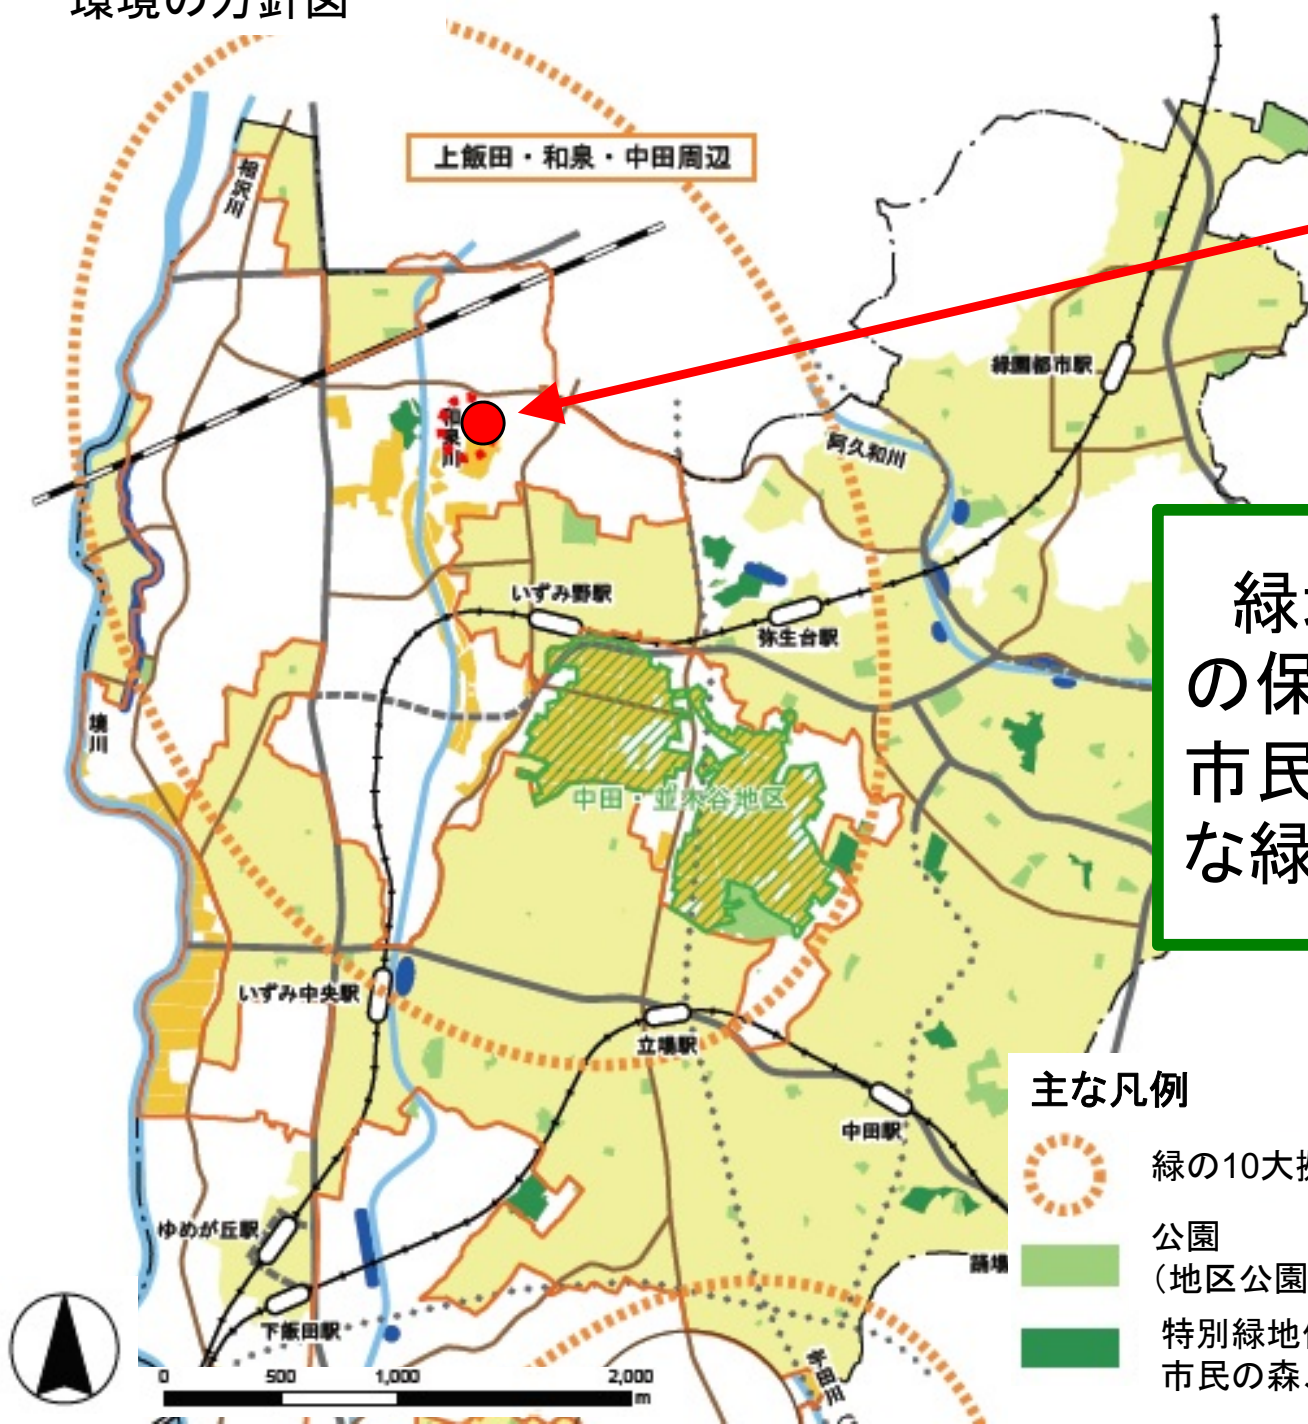 環境の方針図
上飯田・和泉・中田周辺
相沢川
緑園都市駅
和泉川
阿久和川
いずみ野駅
弥生台駅
境川
中田・並木谷地区
緑
の保
市民
な緑
いずみ中央駅
立場駅
中田駅
主な凡例
緑の10大拠
公園
（地区公園
特別緑地保
市民の森、
ゆめが丘駅
踊場
下飯田駅
宇田川
0 500 1,000 2,000
m